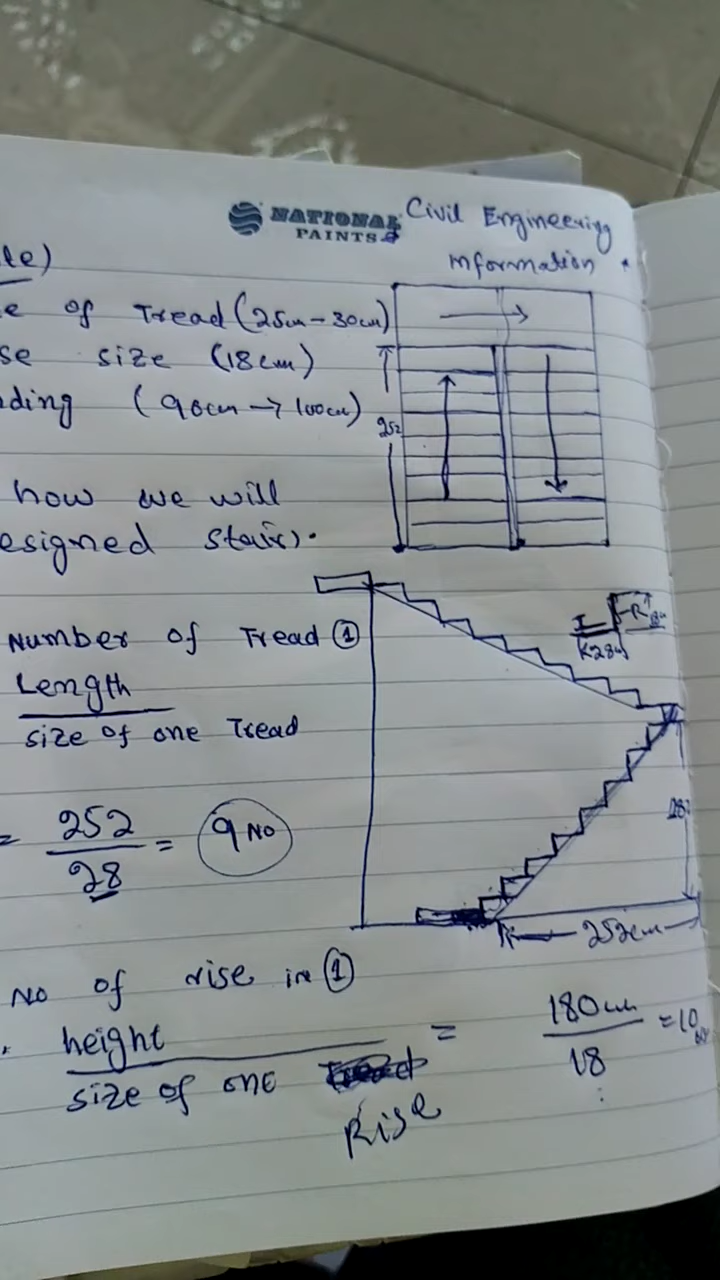 NATIONAL
PAINTS
Civil Engineering
nformation
le)
e of Tread (25cm - 30cm)
se size (18cm)
nding (90cm → 100cm)
252
how we will
esigned stair).
Number of Tread ①
Length
size of one Tread
= 252
28
= 9 NO
252cm
NO of rise in ①
height
size of one
Rise
= 180cm
18
= 10